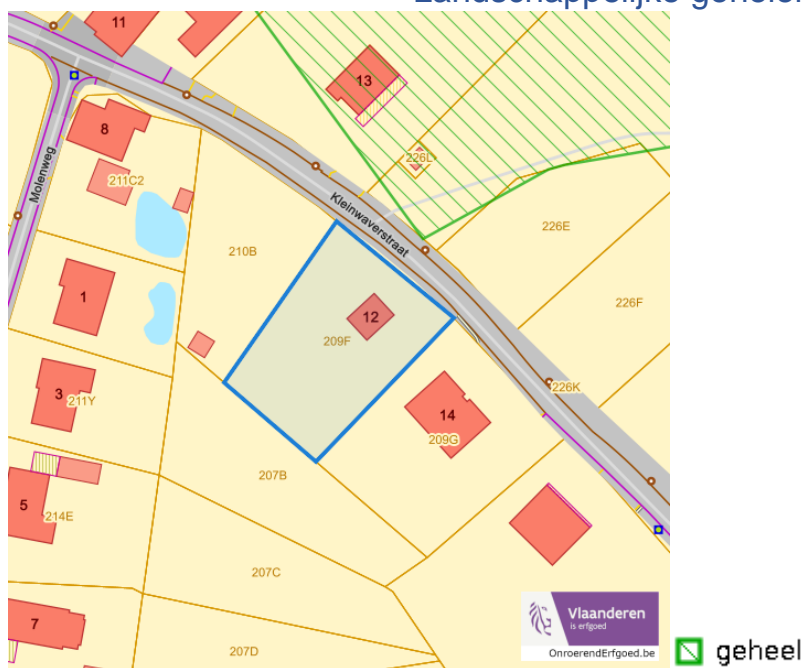 Landschappelijke gehelen
11
13
8
226L
Molenweg
211C2
Kleinwaverstraat
226E
210B
1
226F
12
209F
226K
3
211Y
14
209G
207B
5
214E
207C
7
207D
Vlaanderen
is erfgoed
OnroerendErfgoed.be
geheel